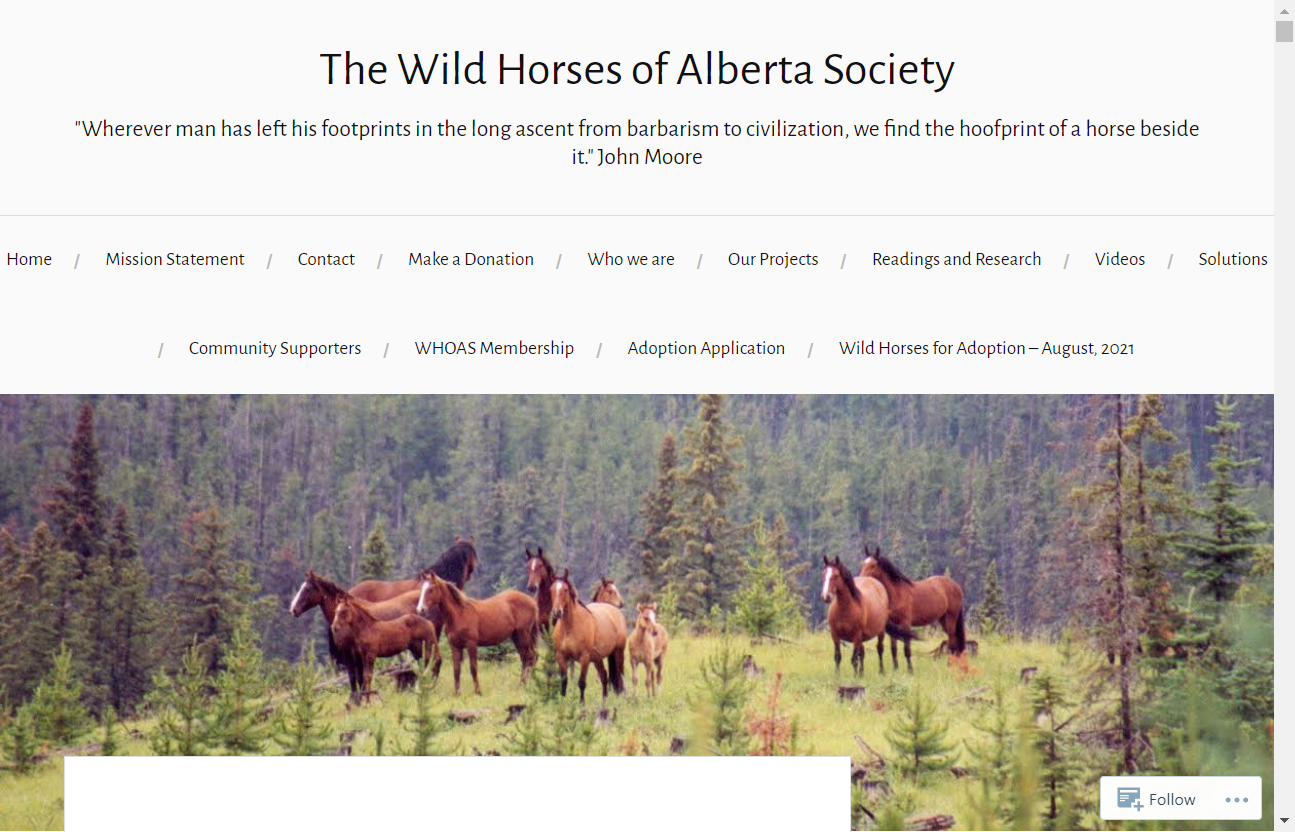 The Wild Horses of Alberta Society
"Wherever man has left his footprints in the long ascent from barbarism to civilization, we find the hoofprint of a horse beside
it." John Moore
Home / Mission Statement / Contact / Make a Donation / Who we are / Our Projects / Readings and Research / Videos / Solutions
/ Community Supporters / WHOAS Membership / Adoption Application / Wild Horses for Adoption – August, 2021
Follow